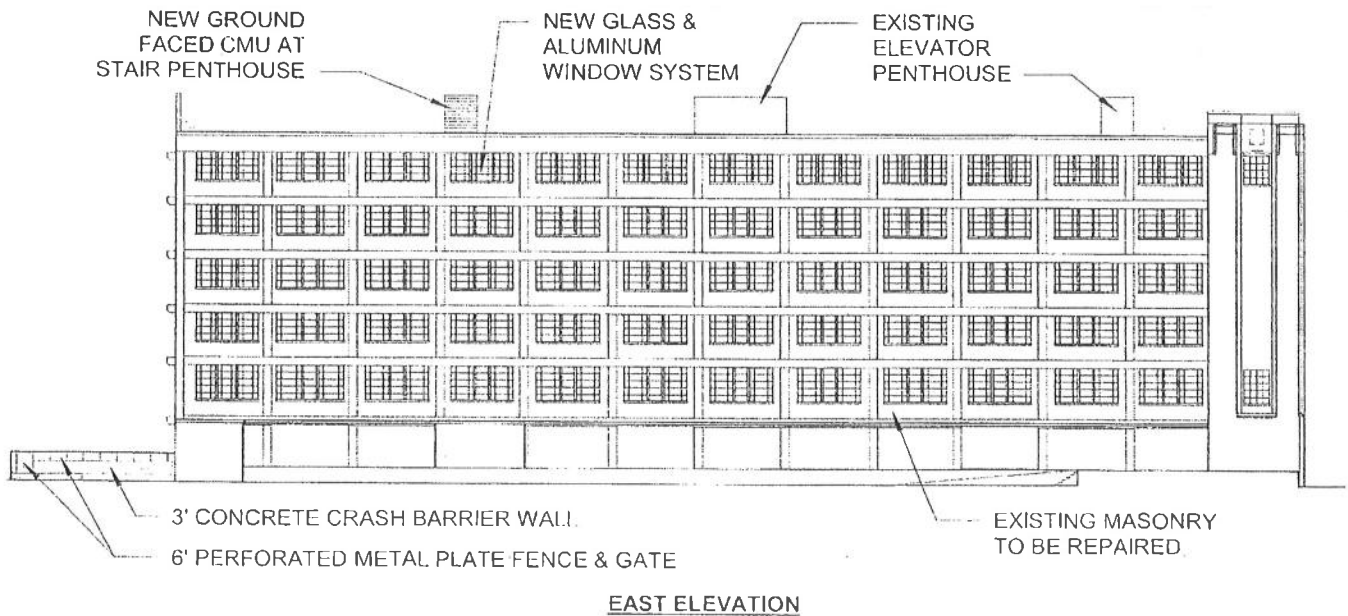 NEW GROUND
FACED CMU AT
STAIR PENTHOUSE
NEW GLASS &
ALUMINUM
WINDOW SYSTEM
EXISTING
ELEVATOR
PENTHOUSE
3' CONCRETE CRASH BARRIER WALL
6' PERFORATED METAL PLATE FENCE & GATE
EXISTING MASONRY
TO BE REPAIRED
EAST ELEVATION